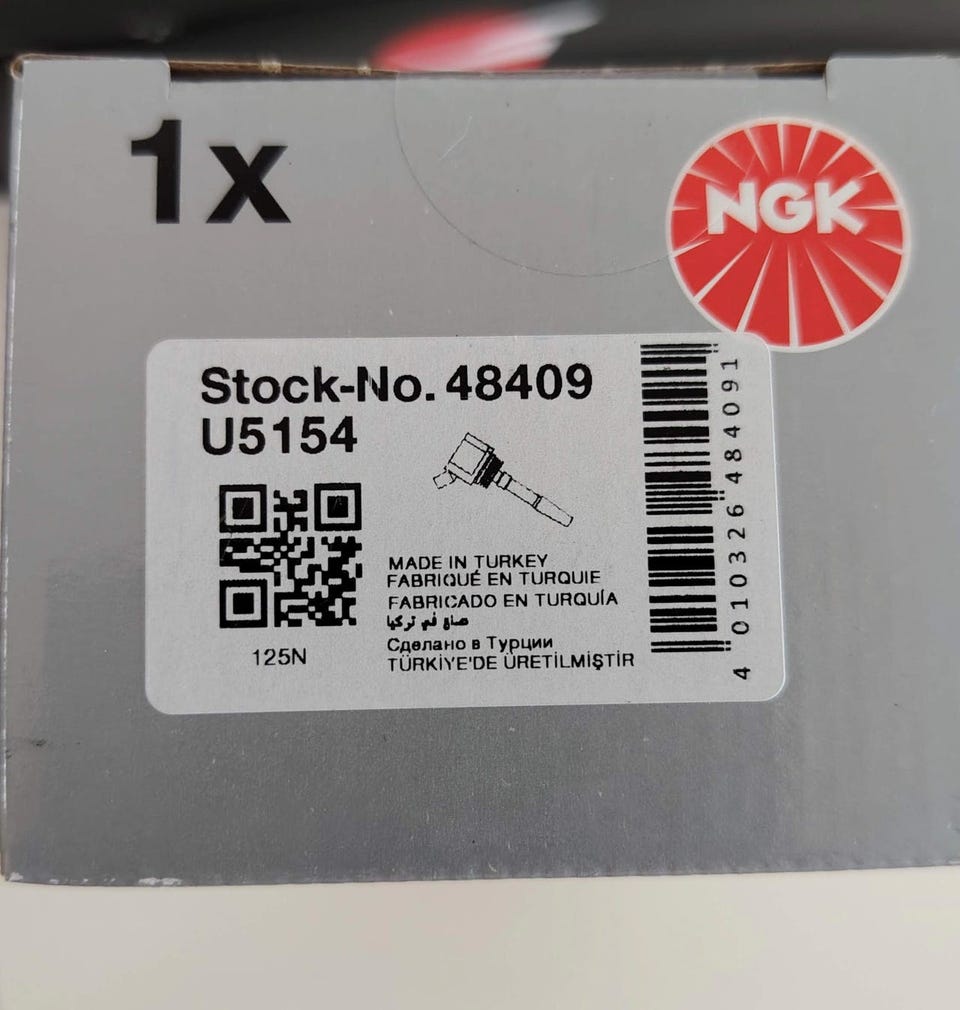 1x
NGK
Stock-No. 48409
U5154
MADE IN TURKEY
FABRIQUÉ EN TURQUIE
FABRICADO EN TURQUÍA
صنع في تركيا
Сделано в Турции
TÜRKİYE'DE ÜRETİLMİŞTİR
125N
4 010326 484091